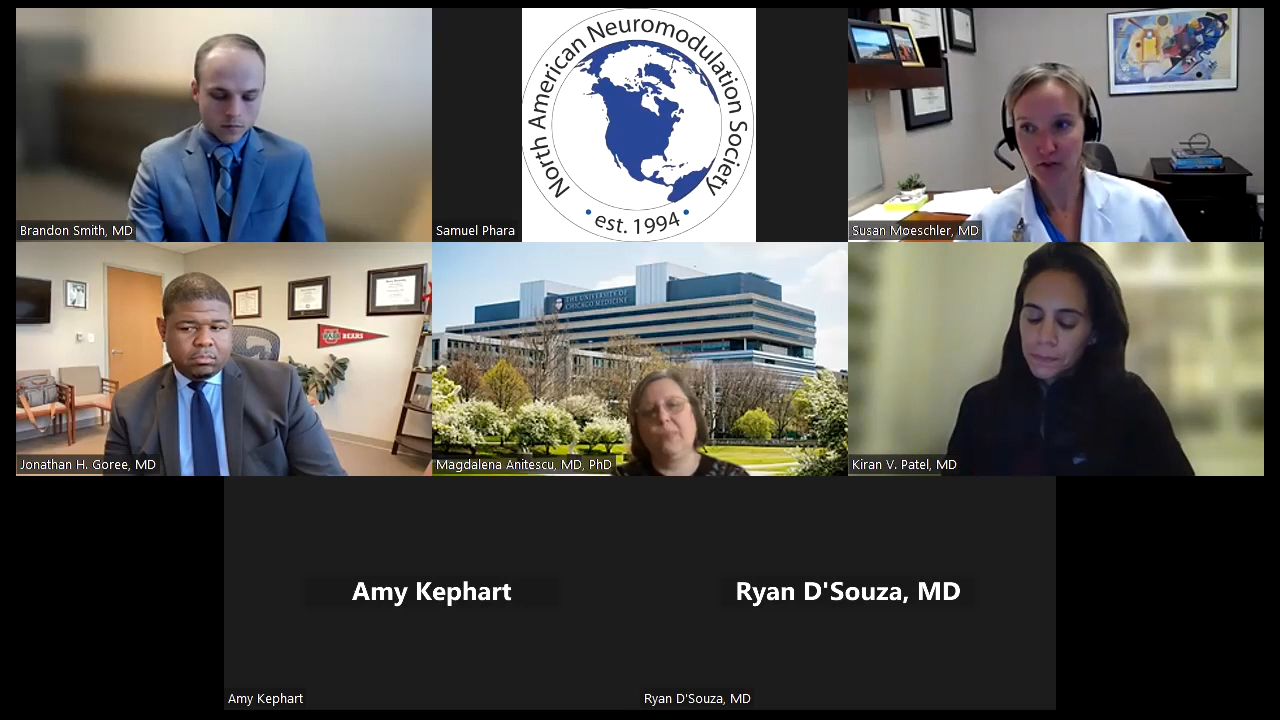 North American Neuromodulation Society
est. 1994
Brandon Smith, MD
Samuel Phara
Susan Moeschler, MD
THE UNIVERSITY OF
CHICAGO MEDICINE
BEARS
Jonathan H. Goree, MD
Magdalena Anitescu, MD, PhD
Kiran V. Patel, MD
Amy Kephart
Ryan D'Souza, MD
Amy Kephart
Ryan D'Souza, MD